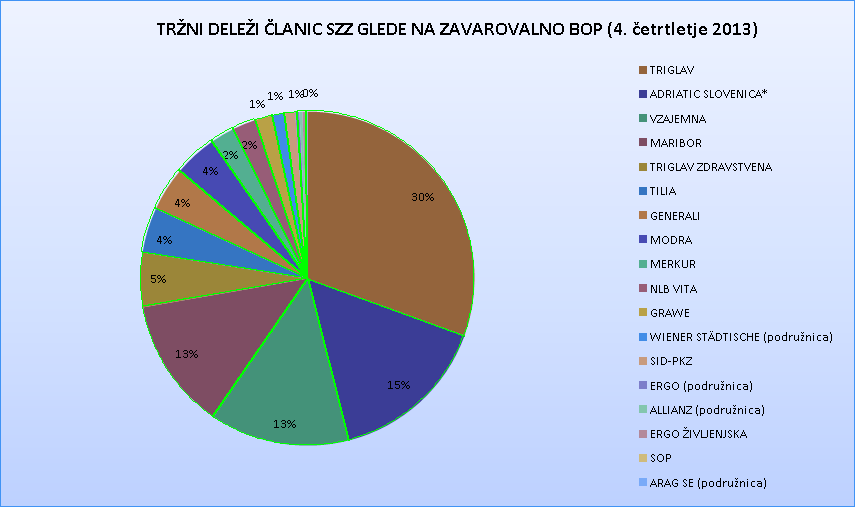 TRŽNI DELEŽI ČLANIC SZZ GLEDE NA ZAVAROVALNO BOP (4. četrtletje 2013)
TRIGLAV
ADRIATIC SLOVENICA*
VZAJEMNA
MARIBOR
TRIGLAV ZDRAVSTVENA
TILIA
GENERALI
MODRA
MERKUR
NLB VITA
GRAWE
WIENER STÄDTISCHE (podružnica)
SID-PKZ
ERGO (podružnica)
ALLIANZ (podružnica)
ERGO ŽIVLJENJSKA
SOP
ARAG SE (podružnica)
30%
15%
13%
13%
5%
4%
4%
4%
2%
2%
1%
1%
1%
0%